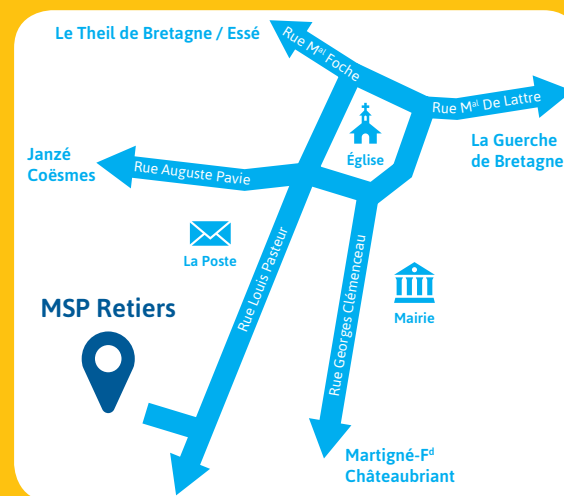 Le Theil de Bretagne / Essé
Rue Mal Foche
Rue Mal De Lattre
La Guerche
de Bretagne
Église
Janzé
Coësmes
Rue Auguste Pavie
La Poste
Rue Louis Pasteur
Rue Georges Clémenceau
Mairie
MSP Retiers
Martigné-Fd
Châteaubriant